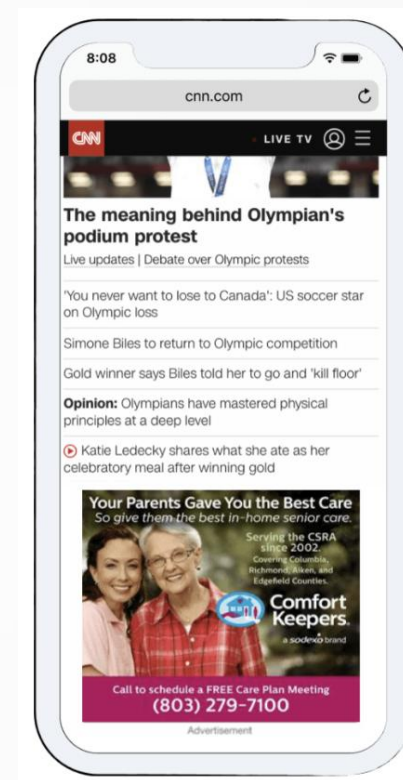 8:08
cnn.com
CNN
LIVE TV
The meaning behind Olympian's
podium protest
Live updates | Debate over Olympic protests
'You never want to lose to Canada': US soccer star
on Olympic loss
Simone Biles to return to Olympic competition
Gold winner says Biles told her to go and 'kill floor'
Opinion: Olympians have mastered physical
principles at a deep level
Katie Ledecky shares what she ate as her
celebratory meal after winning gold
Your Parents Gave You the Best Care
So give them the best in-home senior care.
Serving the CSRA
since 2002.
Covering Columbia,
Richmond, Aiken, and
Edgefield Counties.
Comfort
Keepers.
a sodexo brand
Call to schedule a FREE Care Plan Meeting
(803) 279-7100
Advertisement